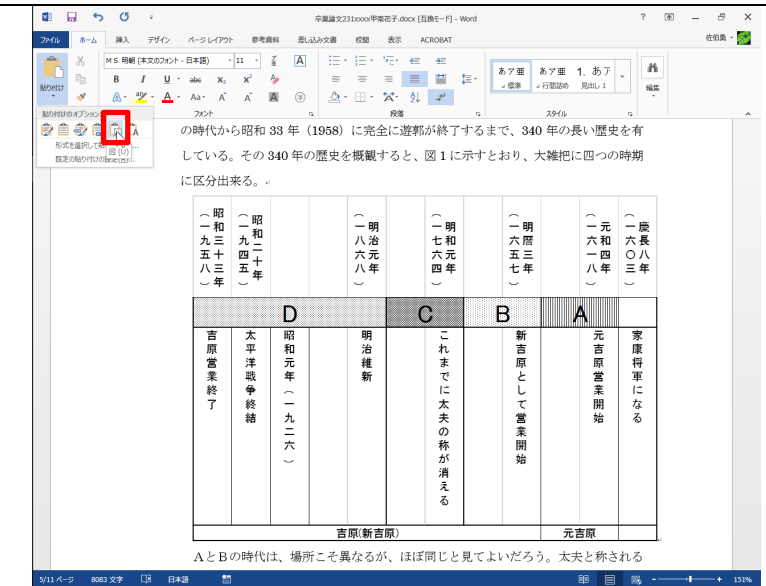 卒業論文231xxxx甲南花子.docx [互換モード] - Word
ファイル ホーム 挿入 デザイン ページ レイアウト 参考資料 差し込み文書 校閲 表示 ACROBAT
佐伯勇
ＭＳ 明朝 (本文のフォント - 日本語) 11
貼り付け
B I U abc X₂ X² A
A A Aa A A A 字
あア亜 あア亜 1. あア
標準 行間詰め 見出し 1
編集
フォント 段落 スタイル
貼り付けのオプション:
形式を選択して
図 (U)
既定の貼り付けの設定(A)...
の時代から昭和 33 年（1958）に完全に遊郭が終了するまで、340 年の長い歴史を有
している。その 340 年の歴史を概観すると、図 1 に示すとおり、大雑把に四つの時期
に区分出来る。
慶長八年
（一六〇三）
元和四年
（一六一八）
明暦三年
（一六五七）
明和元年
（一七六四）
明治元年
（一八六八）
昭和二十年
（一九四五）
昭和三十三年
（一九五八）
D C B A
家康将軍になる
元吉原営業開始
新吉原として営業開始
これまでに太夫の称が消える
明治維新
昭和元年（一九二六）
太平洋戦争終結
吉原営業終了
吉原(新吉原) 元吉原
ＡとＢの時代は、場所こそ異なるが、ほぼ同じと見てよいだろう。太夫と称される
5/11 ページ 8083 文字 日本語 151%